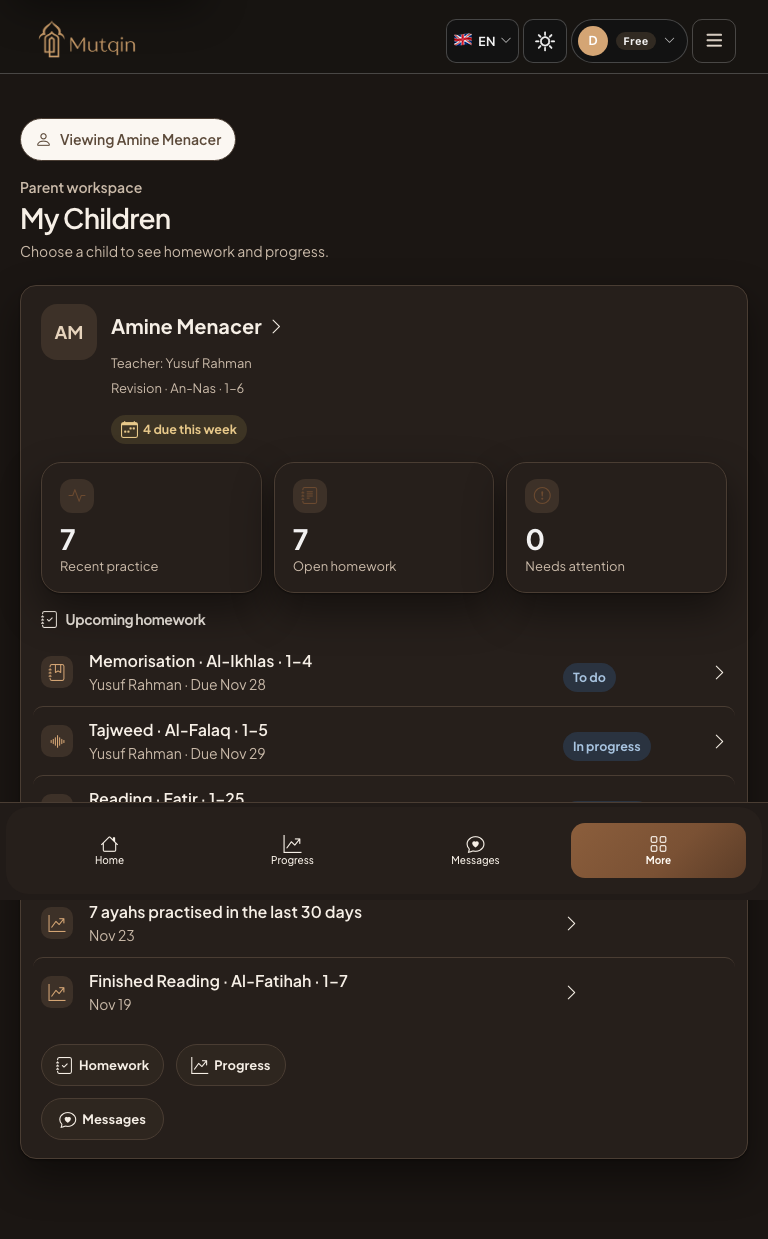 Mutqin
EN
D
Free
Viewing Amine Menacer
Parent workspace
My Children
Choose a child to see homework and progress.
AM
Amine Menacer
Teacher: Yusuf Rahman
Revision · An-Nas · 1–6
4 due this week
7
Recent practice
7
Open homework
0
Needs attention
Upcoming homework
Memorisation · Al-Ikhlas · 1–4
Yusuf Rahman · Due Nov 28
To do
Tajweed · Al-Falaq · 1–5
Yusuf Rahman · Due Nov 29
In progress
Reading · Fatir · 1–25
Home
Progress
Messages
More
7 ayahs practised in the last 30 days
Nov 23
Finished Reading · Al-Fatihah · 1–7
Nov 19
Homework
Progress
Messages